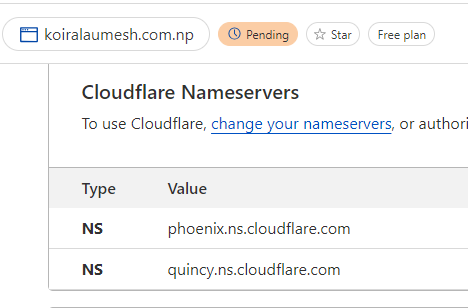 koiralaumesh.com.np Pending Star Free plan
Cloudflare Nameservers
To use Cloudflare, change your nameservers, or authori
Type Value
NS phoenix.ns.cloudflare.com
NS quincy.ns.cloudflare.com